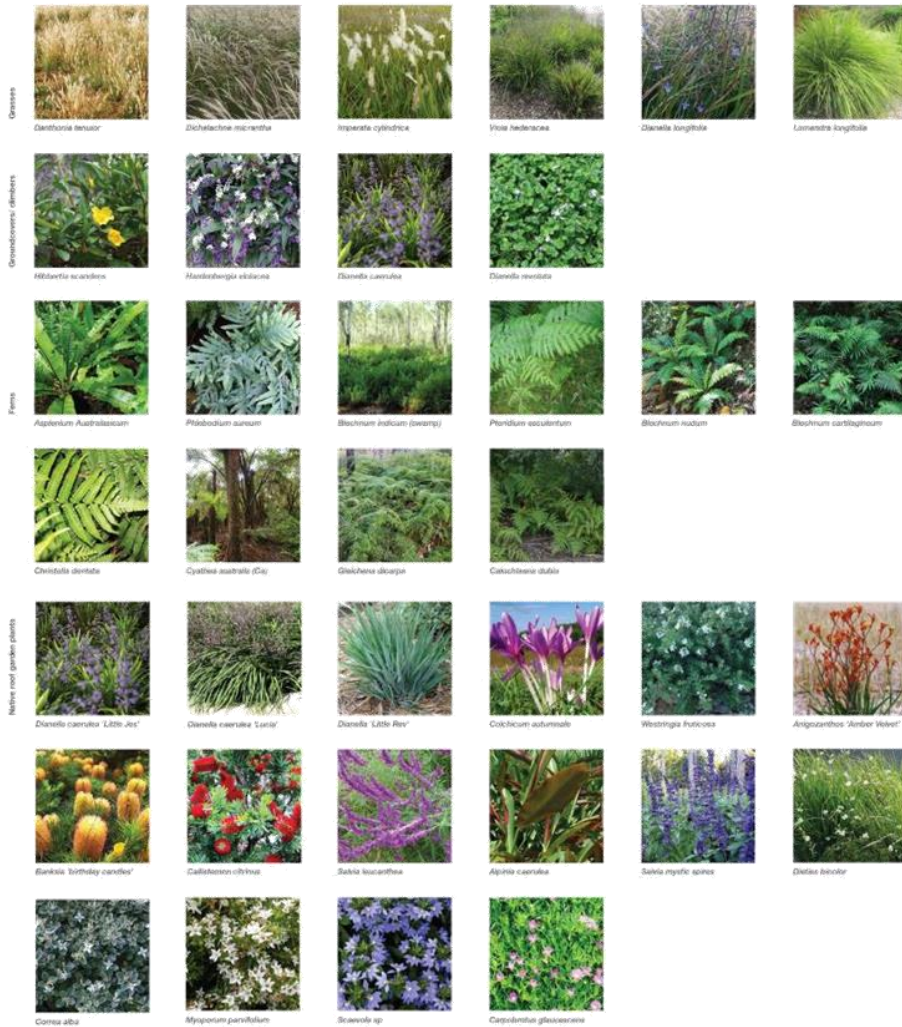 Grasses
Danthonia tenuior
Dichelachne micrantha
Imperata cylindrica
Viola hederacea
Dianella longifolia
Lomandra longifolia
Groundcovers/ climbers
Hibbertia scandens
Hardenbergia violacea
Dianella caerulea
Dianella revoluta
Ferns
Asplenium Australasicum
Phlebodium aureum
Blechnum indicum (swamp)
Pteridium esculentum
Blechnum nudum
Blechnum cartilagineum
Christella dentata
Cyathea australis (Ca)
Gleichenia dicarpa
Calochlaena dubia
Native roof garden plants
Dianella caerulea 'Little Jes'
Dianella caerulea 'Lucia'
Dianella 'Little Rev'
Colchicum autumnale
Westringia fruticosa
Anigozanthos 'Amber Velvet'
Banksia 'birthday candles'
Callistemon citrinus
Salvia leucanthea
Alpinia caerulea
Salvia mystic spires
Dietes bicolor
Correa alba
Myoporum parvifolium
Scaevola sp
Carpobrotus glaucescens